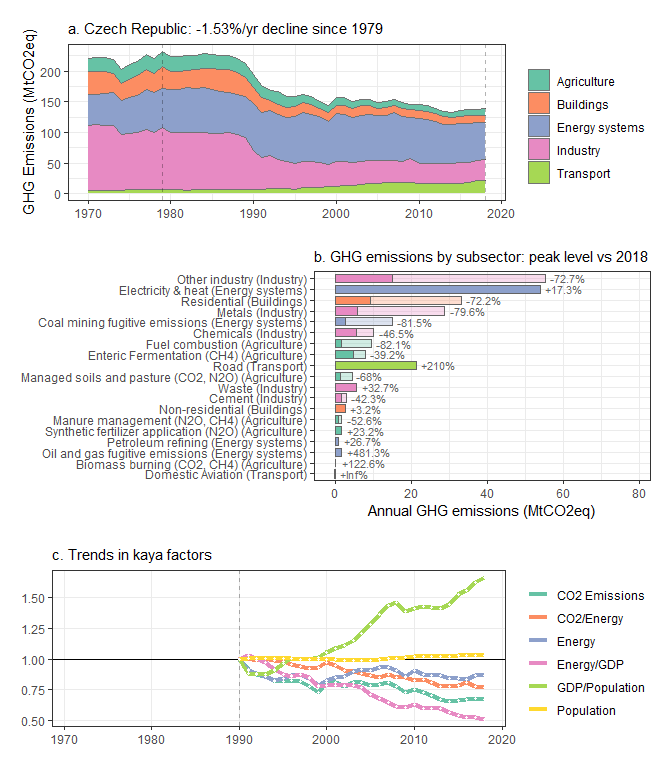 a. Czech Republic: -1.53%/yr decline since 1979
GHG Emissions (MtCO2eq)
200
150
100
50
0
1970
1980
1990
2000
2010
2020
Agriculture
Buildings
Energy systems
Industry
Transport
b. GHG emissions by subsector: peak level vs 2018
Other industry (Industry) -72.7%
Electricity & heat (Energy systems) +17.3%
Residential (Buildings) -72.2%
Metals (Industry) -79.6%
Coal mining fugitive emissions (Energy systems) -81.5%
Chemicals (Industry) -46.5%
Fuel combustion (Agriculture) -82.1%
Enteric Fermentation (CH4) (Agriculture) -39.2%
Road (Transport) +210%
Managed soils and pasture (CO2, N2O) (Agriculture) -68%
Waste (Industry) +32.7%
Cement (Industry) -42.3%
Non-residential (Buildings) +3.2%
Manure management (N2O, CH4) (Agriculture) -52.6%
Synthetic fertilizer application (N2O) (Agriculture) +23.2%
Petroleum refining (Energy systems) +26.7%
Oil and gas fugitive emissions (Energy systems) +481.3%
Biomass burning (CO2, CH4) (Agriculture) +122.6%
Domestic Aviation (Transport) +Inf%
0
20
40
60
80
Annual GHG emissions (MtCO2eq)
c. Trends in kaya factors
1.50
1.25
1.00
0.75
0.50
1970
1980
1990
2000
2010
2020
CO2 Emissions
CO2/Energy
Energy
Energy/GDP
GDP/Population
Population